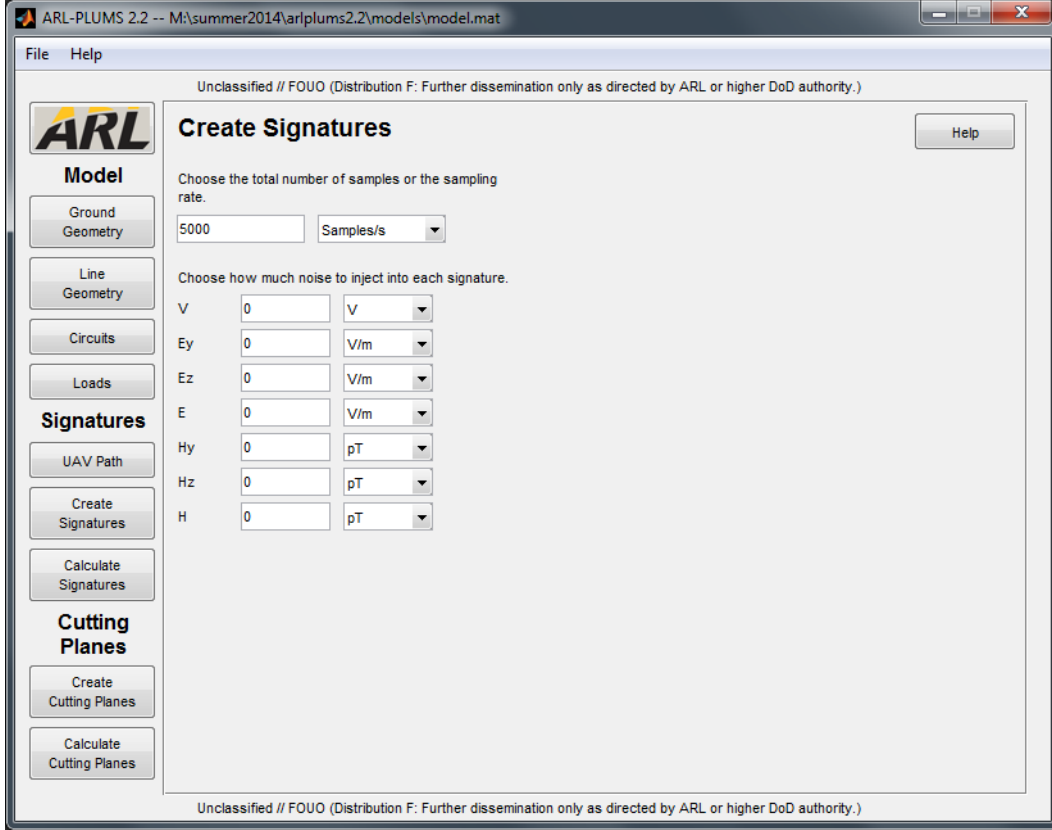 ARL-PLUMS 2.2 -- M:\summer2014\arlplums2.2\models\model.mat
File Help
Unclassified // FOUO (Distribution F: Further dissemination only as directed by ARL or higher DoD authority.)
ARL
Model
Ground
Geometry
Line
Geometry
Circuits
Loads
Signatures
UAV Path
Create
Signatures
Calculate
Signatures
Cutting
Planes
Create
Cutting Planes
Calculate
Cutting Planes
Create Signatures
Help
Choose the total number of samples or the sampling
rate.
5000 Samples/s
Choose how much noise to inject into each signature.
V 0 V
Ey 0 V/m
Ez 0 V/m
E 0 V/m
Hy 0 pT
Hz 0 pT
H 0 pT
Unclassified // FOUO (Distribution F: Further dissemination only as directed by ARL or higher DoD authority.)